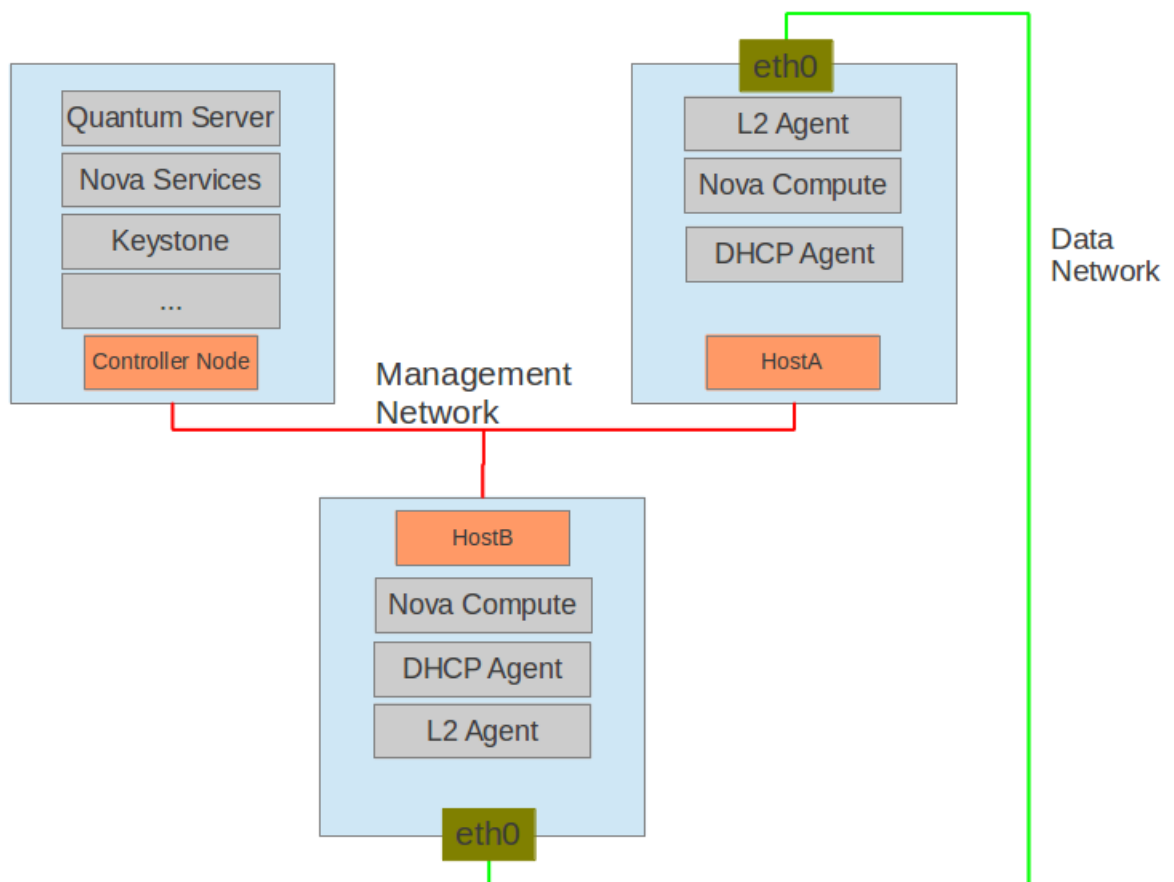 Quantum Server
Nova Services
Keystone
...
Controller Node
eth0
L2 Agent
Nova Compute
DHCP Agent
HostA
Data
Network
Management
Network
HostB
Nova Compute
DHCP Agent
L2 Agent
eth0